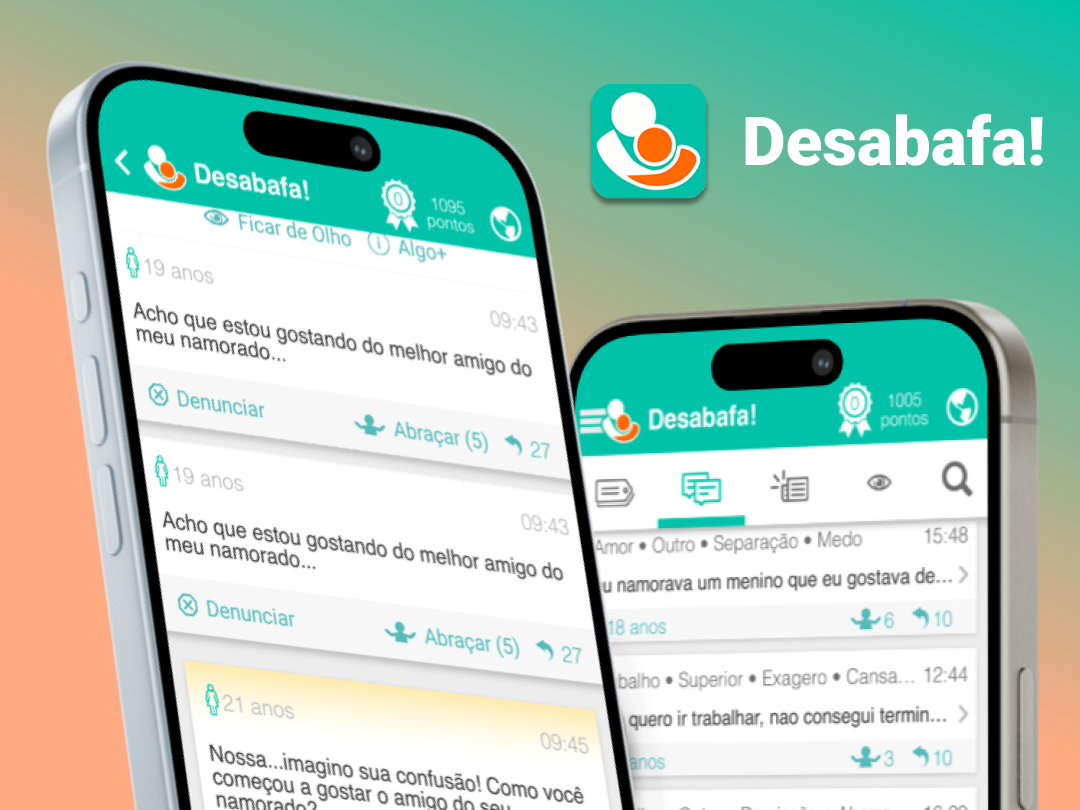 Desabafa!
Desabafa!
0
1095
pontos
Ficar de Olho
Algo+
19 anos
09:43
Acho que estou gostando do melhor amigo do
meu namorado...
Denunciar
Abraçar (5)
27
19 anos
09:43
Acho que estou gostando do melhor amigo do
meu namorado...
Denunciar
Abraçar (5)
27
21 anos
09:45
Nossa...imagino sua confusão! Como você
começou a gostar o amigo do seu
namorado?
Desabafa!
0
1005
pontos
Amor • Outro • Separação • Medo
15:48
u namorava um menino que eu gostava de...
18 anos
6
10
balho • Superior • Exagero • Cansa...
12:44
quero ir trabalhar, nao consegui termin...
anos
3
10